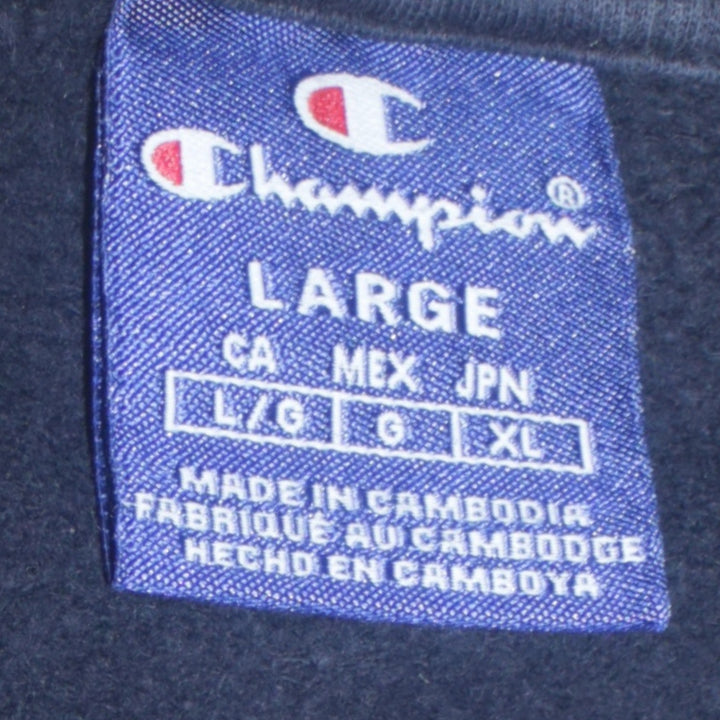 Champion®
LARGE
CA MEX JPN
L/G G XL
MADE IN CAMBODIA
FABRIQUÉ AU CAMBODGE
HECHO EN CAMBOYA